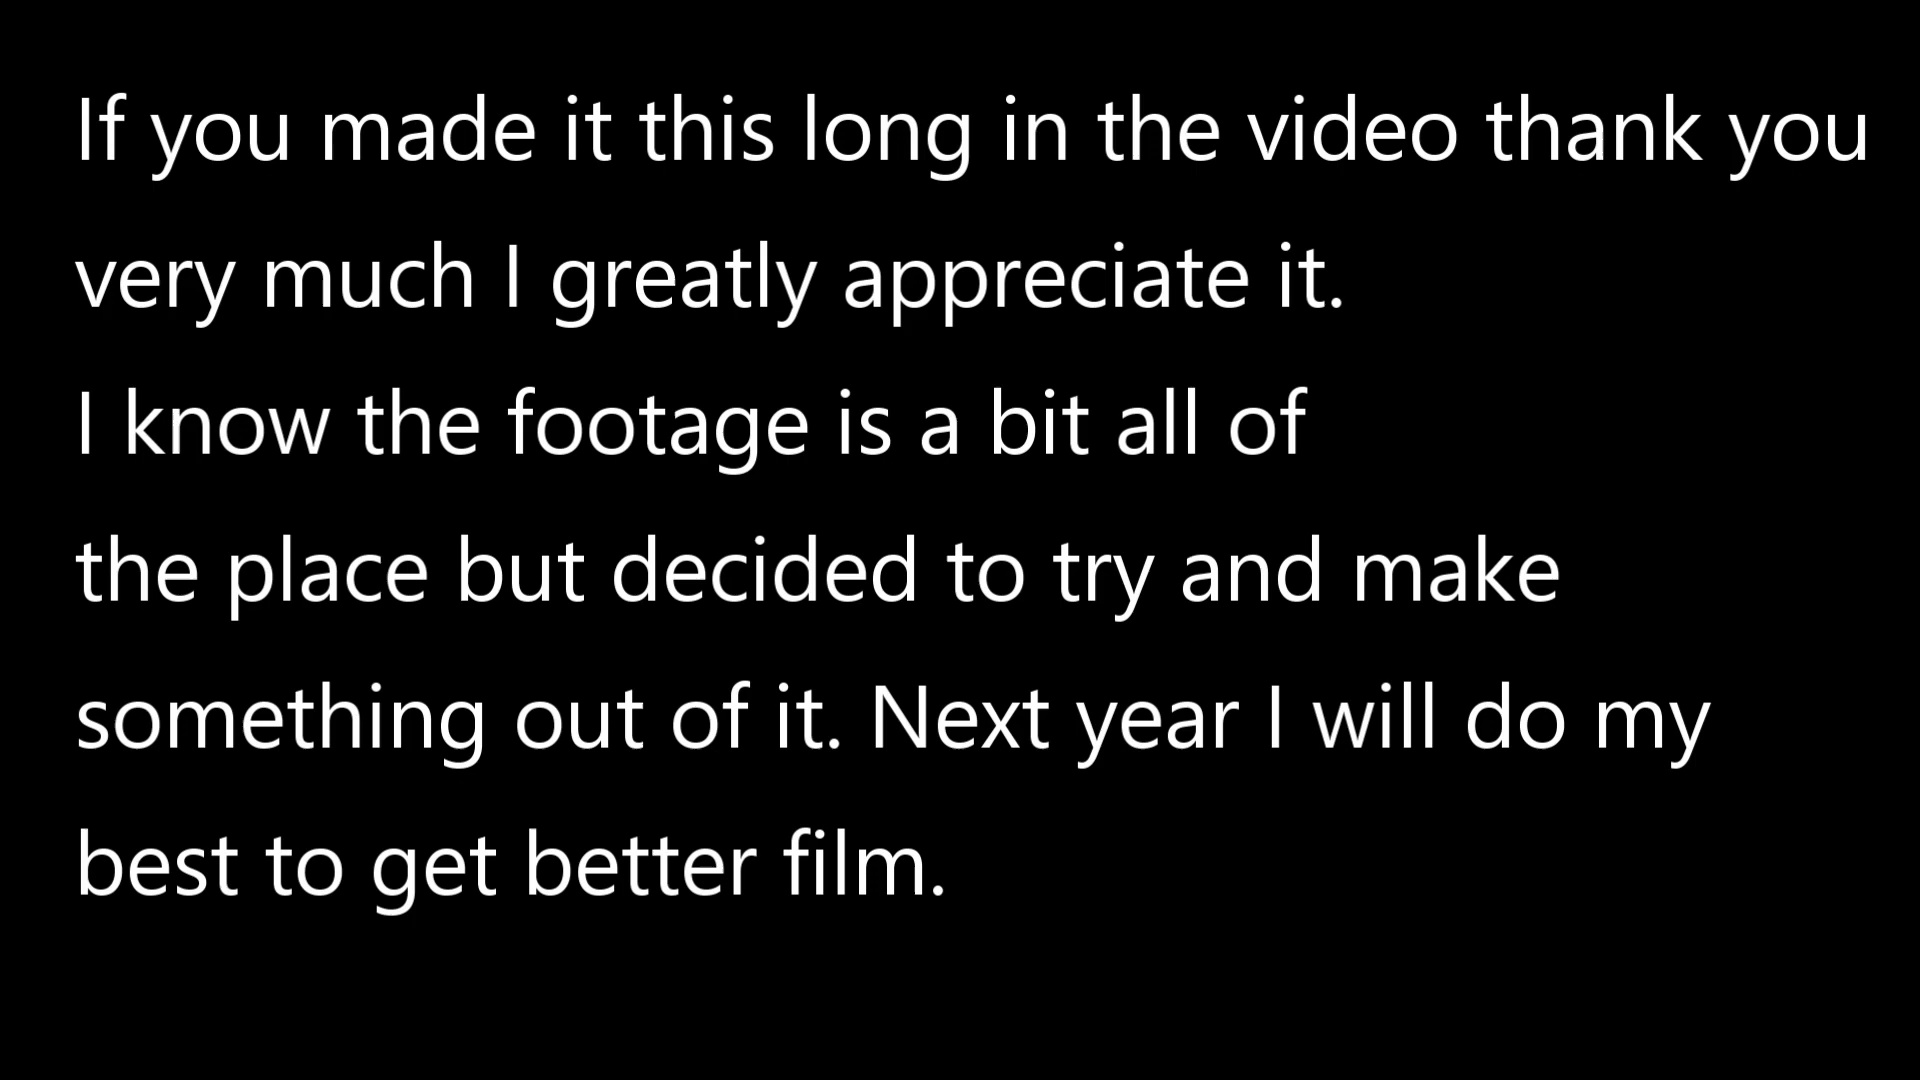 If you made it this long in the video thank you
very much I greatly appreciate it.
I know the footage is a bit all of
the place but decided to try and make
something out of it. Next year I will do my
best to get better film.